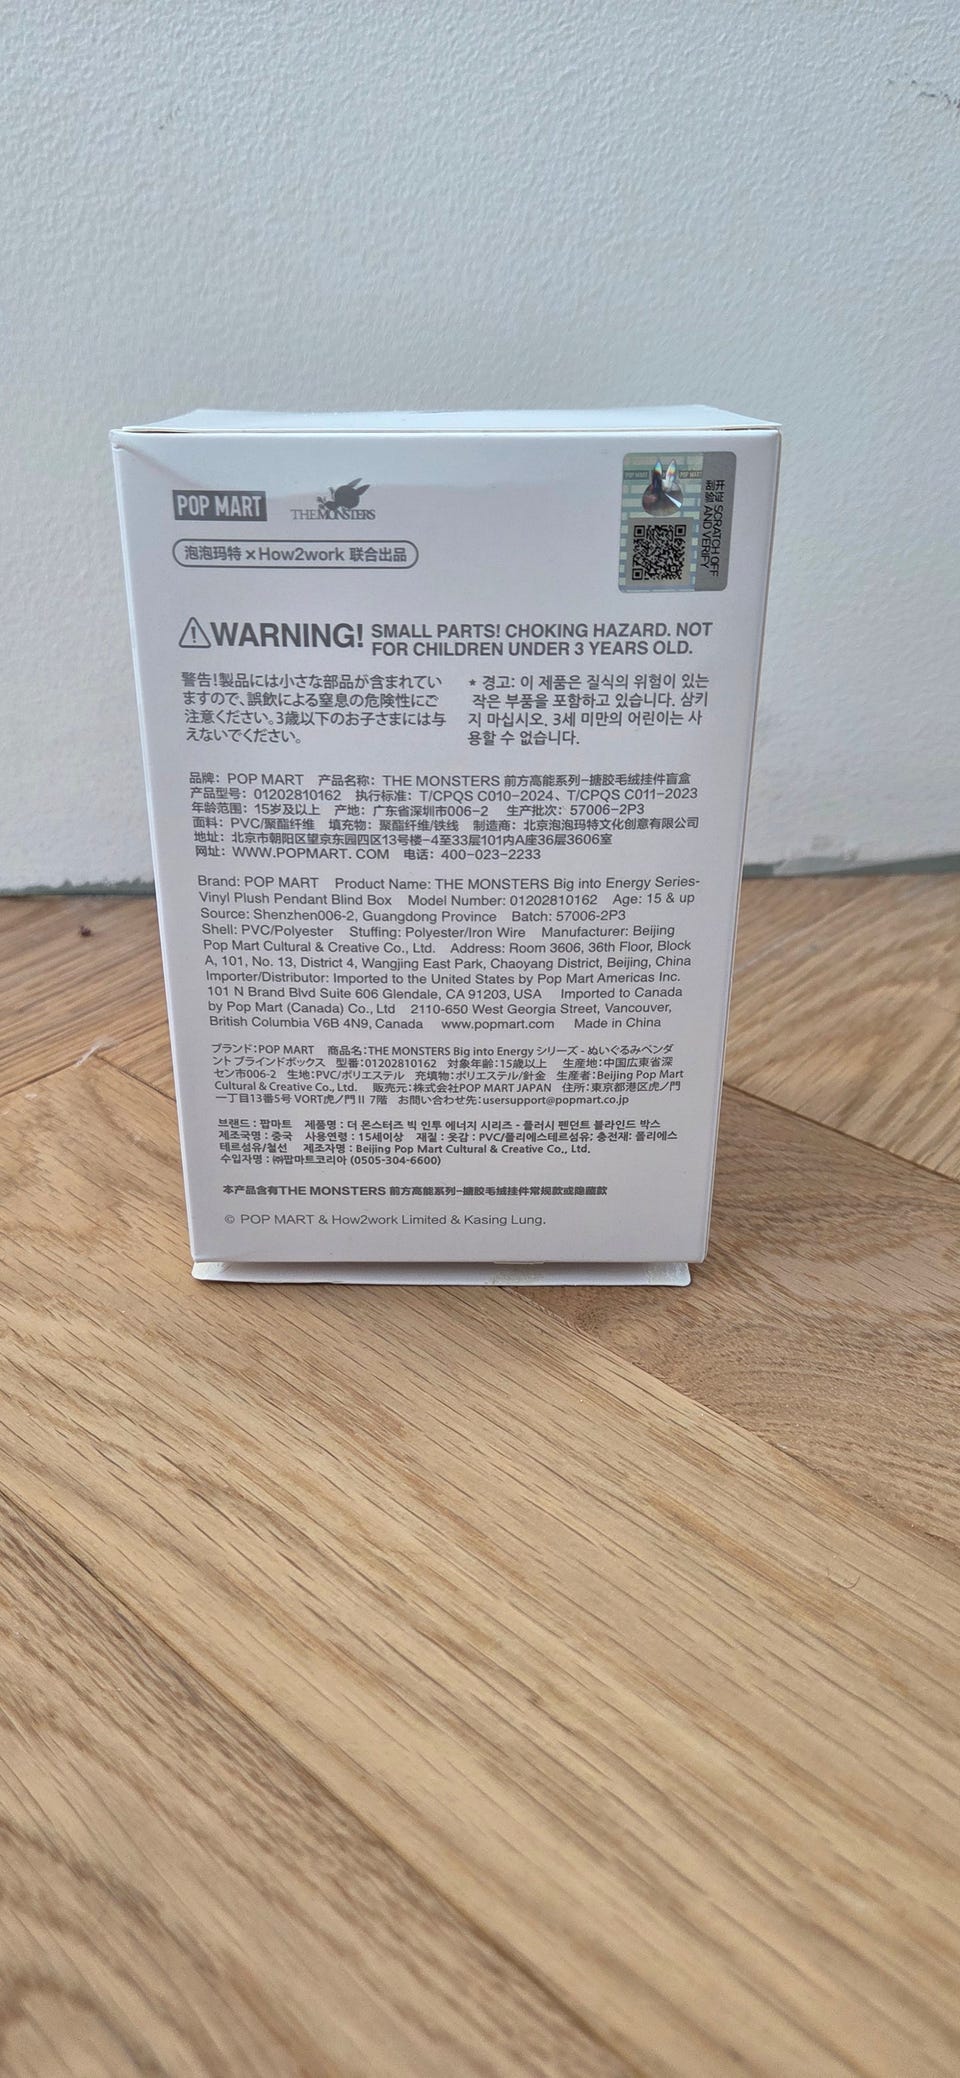 POP MART
THE MONSTERS
泡泡玛特 × How2work 联合出品
POP MART POP MART
刮涂层 查真伪 SCRATCH OFF AND VERIFY
WARNING! SMALL PARTS! CHOKING HAZARD. NOT
FOR CHILDREN UNDER 3 YEARS OLD.
警告!製品には小さな部品が含まれてい
ますので、誤飲による窒息の危険性にご
注意ください。3歳以下のお子さまには与
えないでください。
* 경고: 이 제품은 질식의 위험이 있는
작은 부품을 포함하고 있습니다. 삼키
지 마십시오. 3세 미만의 어린이는 사
용할 수 없습니다.
品牌：POP MART 产品名称：THE MONSTERS 前方高能系列-搪胶毛绒挂件盲盒
产品型号：01202810162 执行标准：T/CPQS C010-2024、T/CPQS C011-2023
年龄范围：15岁及以上 产地：广东省深圳市006-2 生产批次：57006-2P3
面料：PVC/聚酯纤维 填充物：聚酯纤维/铁线 制造商：北京泡泡玛特文化创意有限公司
地址：北京市朝阳区望京东园四区13号楼-4至33层101内A座36层3606室
网址：WWW.POPMART.COM 电话：400-023-2233
Brand: POP MART Product Name: THE MONSTERS Big into Energy Series-
Vinyl Plush Pendant Blind Box Model Number: 01202810162 Age: 15 & up
Source: Shenzhen006-2, Guangdong Province Batch: 57006-2P3
Shell: PVC/Polyester Stuffing: Polyester/Iron Wire Manufacturer: Beijing
Pop Mart Cultural & Creative Co., Ltd. Address: Room 3606, 36th Floor, Block
A, 101, No. 13, District 4, Wangjing East Park, Chaoyang District, Beijing, China
Importer/Distributor: Imported to the United States by Pop Mart Americas Inc.
101 N Brand Blvd Suite 606 Glendale, CA 91203, USA Imported to Canada
by Pop Mart (Canada) Co., Ltd 2110-650 West Georgia Street, Vancouver,
British Columbia V6B 4N9, Canada www.popmart.com Made in China
ブランド：POP MART 商品名：THE MONSTERS Big into Energy シリーズ - ぬいぐるみペンダ
ント ブラインドボックス 型番：01202810162 対象年齢：15歳以上 生産地：中国広東省深
セン市006-2 生地：PVC/ポリエステル 充填物：ポリエステル/針金 生産者：Beijing Pop Mart
Cultural & Creative Co., Ltd. 販売元：株式会社POP MART JAPAN 住所：東京都港区虎ノ門
一丁目13番5号 VORT虎ノ門 II 7階 お問い合わせ先：usersupport@popmart.co.jp
브랜드 : 팝마트 제품명 : 더 몬스터즈 빅 인투 에너지 시리즈 - 플러시 펜던트 블라인드 박스
제조국명 : 중국 사용연령 : 15세이상 재질 : 옷감 : PVC/폴리에스테르섬유; 충전재: 폴리에스
테르섬유/철선 제조자명 : Beijing Pop Mart Cultural & Creative Co., Ltd.
수입자명 : ㈜팝마트코리아 (0505-304-6600)
本产品含有THE MONSTERS 前方高能系列-搪胶毛绒挂件常规款或隐藏款
© POP MART & How2work Limited & Kasing Lung.